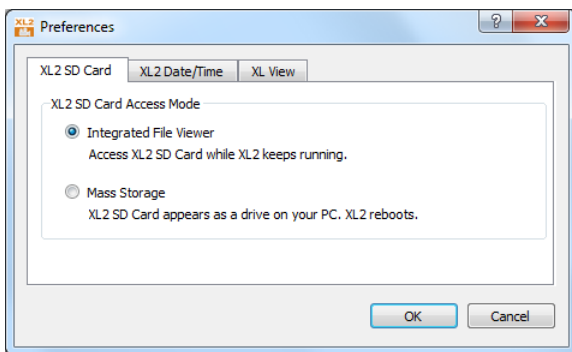 XL2 Preferences
? X
XL2 SD Card XL2 Date/Time XL View
XL2 SD Card Access Mode
Integrated File Viewer
Access XL2 SD Card while XL2 keeps running.
Mass Storage
XL2 SD Card appears as a drive on your PC. XL2 reboots.
OK Cancel